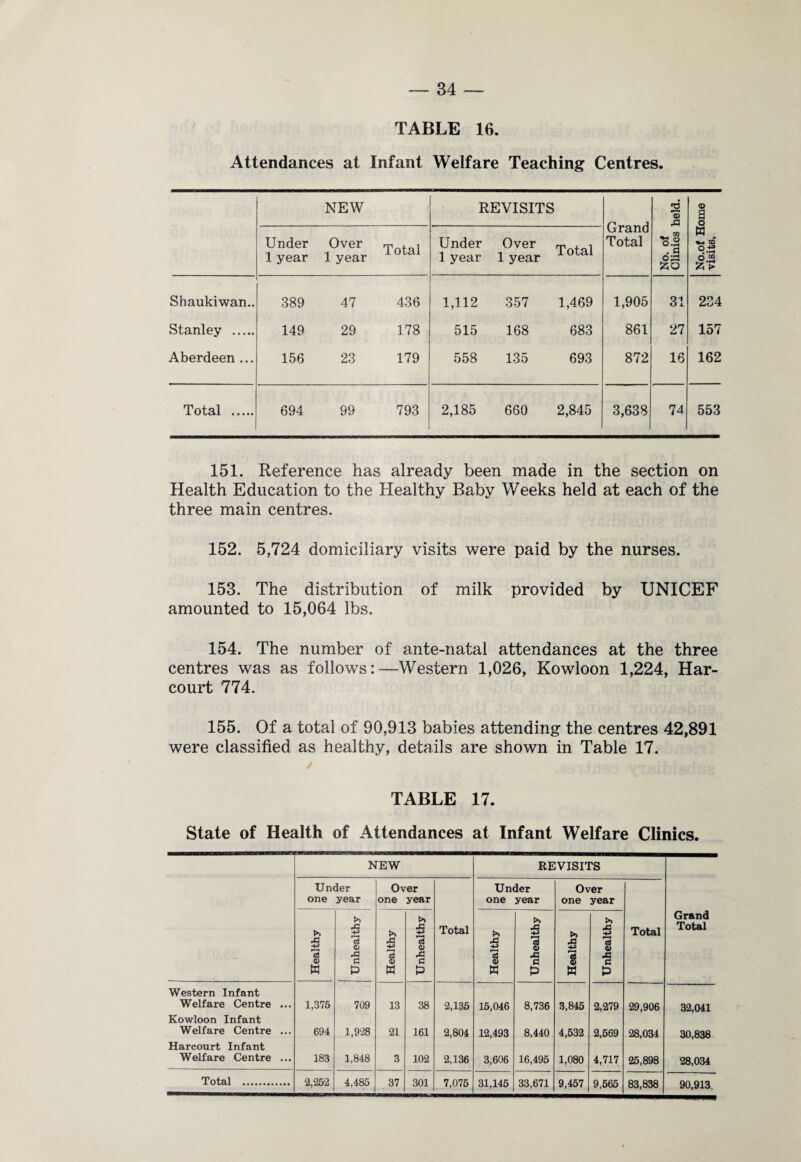 — 34 —
TABLE 16.
Attendances at Infant Welfare Teaching Centres.
NEW REVISITS Grand Total No. of Clinics held. No. of Home visits,
Under 1 year Over 1 year Total Under 1 year Over 1 year Total
Shaukiwan.. 389 47 436 1,112 357 1,469 1,905 31 234
Stanley ..... 149 29 178 515 168 683 861 27 157
Aberdeen ... 156 23 179 558 135 693 872 16 162
Total ..... 694 99 793 2,185 660 2,845 3,638 74 553
151. Reference has already been made in the section on
Health Education to the Healthy Baby Weeks held at each of the
three main centres.
152. 5,724 domiciliary visits were paid by the nurses.
153. The distribution of milk provided by UNICEF
amounted to 15,064 lbs.
154. The number of ante-natal attendances at the three
centres was as follows:—Western 1,026, Kowloon 1,224, Har-
court 774.
155. Of a total of 90,913 babies attending the centres 42,891
were classified as healthy, details are shown in Table 17.
TABLE 17.
State of Health of Attendances at Infant Welfare Clinics.
NEW REVISITS Grand Total
Under one year Over one year Total Under one year Over one year Total
Healthy Unhealthy Healthy Unhealthy Healthy Unhealthy Healthy Unhealthy
Western Infant
Welfare Centre ... 1,375 709 13 38 2,135 15,046 8,736 3,845 2,279 29,906 32,041
Kowloon Infant
Welfare Centre ... 694 1,928 21 161 2,804 12,493 8,440 4,532 2,569 28,034 30,838
Harcourt Infant
Welfare Centre ... 183 1,848 3 102 2,136 3,606 16,495 1,080 4,717 25,898 28,034
Total ............ 2,252 4,485 37 301 7,075 31,145 33,671 9,457 9,565 83,838 90,913